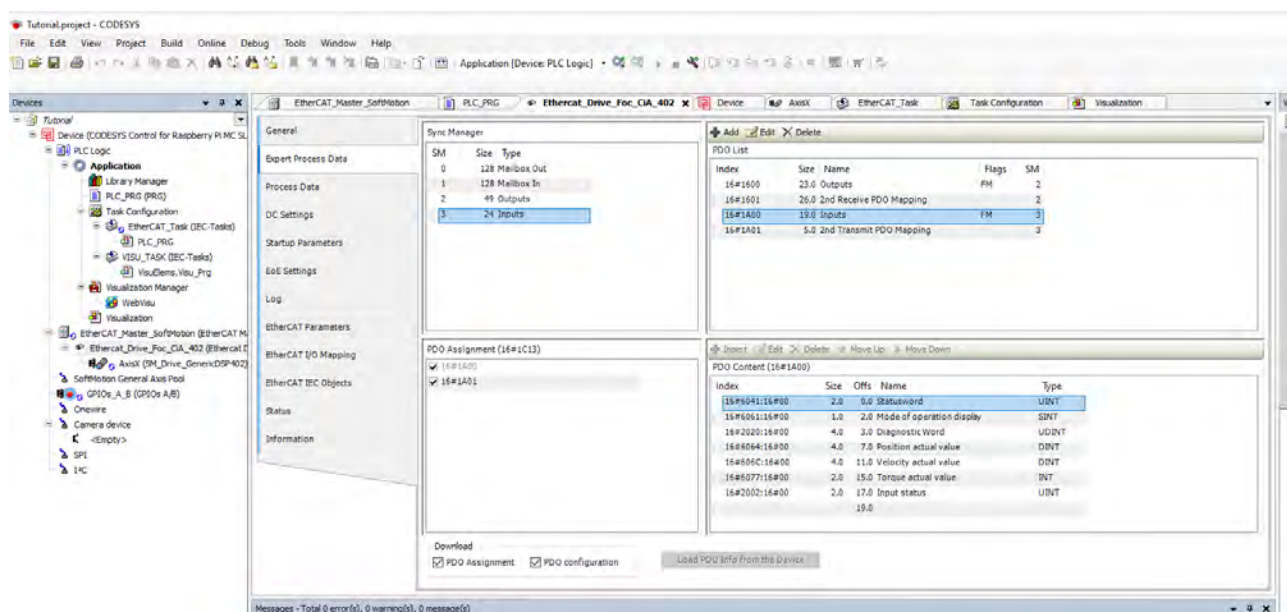 Tutorial.project - CODESYS
File Edit View Project Build Online Debug Tools Window Help
Application [Device: PLC Logic]
Devices
Tutorial
Device (CODESYS Control for Raspberry Pi MC SL
PLC Logic
Application
Library Manager
PLC_PRG (PRG)
Task Configuration
EtherCAT_Task (IEC-Tasks)
PLC_PRG
VISU_TASK (IEC-Tasks)
VisuElems.Visu_Prg
Visualization Manager
WebVisu
Visualization
EtherCAT_Master_SoftMotion (EtherCAT M
Ethercat_Drive_Foc_CiA_402 (Ethercat D
AxisX (SM_Drive_GenericDSP402)
SoftMotion General Axis Pool
GPIOs_A_B (GPIOs A/B)
Onewire
Camera device
<Empty>
SPI
I²C
EtherCAT_Master_SoftMotion PLC_PRG Ethercat_Drive_Foc_CiA_402 X Device AxisX EtherCAT_Task Task Configuration Visualization
General
Expert Process Data
Process Data
DC Settings
Startup Parameters
EoE Settings
Log
EtherCAT Parameters
EtherCAT I/O Mapping
EtherCAT IEC Objects
Status
Information
Sync Manager
SM Size Type
0 128 Mailbox Out
1 128 Mailbox In
2 49 Outputs
3 24 Inputs
Add Edit Delete
PDO List
Index Size Name Flags SM
16#1600 23.0 Outputs FM 2
16#1601 26.0 2nd Receive PDO Mapping 2
16#1A00 19.0 Inputs FM 3
16#1A01 5.0 2nd Transmit PDO Mapping 3
PDO Assignment (16#1C13)
16#1A00
16#1A01
Insert Edit Delete Move Up Move Down
PDO Content (16#1A00)
Index Size Offs Name Type
16#6041:16#00 2.0 0.0 Statusword UINT
16#6061:16#00 1.0 2.0 Mode of operation display SINT
16#2020:16#00 4.0 3.0 Diagnostic Word UDINT
16#6064:16#00 4.0 7.0 Position actual value DINT
16#606C:16#00 4.0 11.0 Velocity actual value DINT
16#6077:16#00 2.0 15.0 Torque actual value INT
16#2002:16#00 2.0 17.0 Input status UINT
19.0
Download
PDO Assignment PDO configuration Load PDO Info from the Device
Messages - Total 0 error(s), 0 warning(s), 0 message(s)